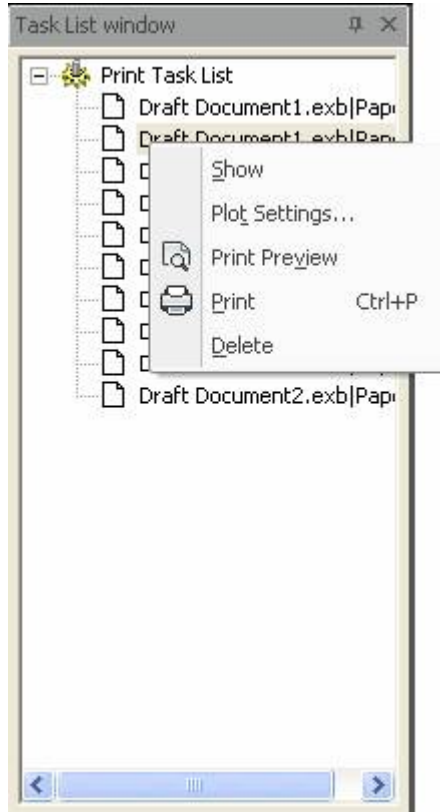 Task List window
Print Task List
Draft Document1.exb|Pap
Draft Document1.exb|Pap
Show
Plot Settings...
Print Preview
Print Ctrl+P
Delete
Draft Document2.exb|Pap